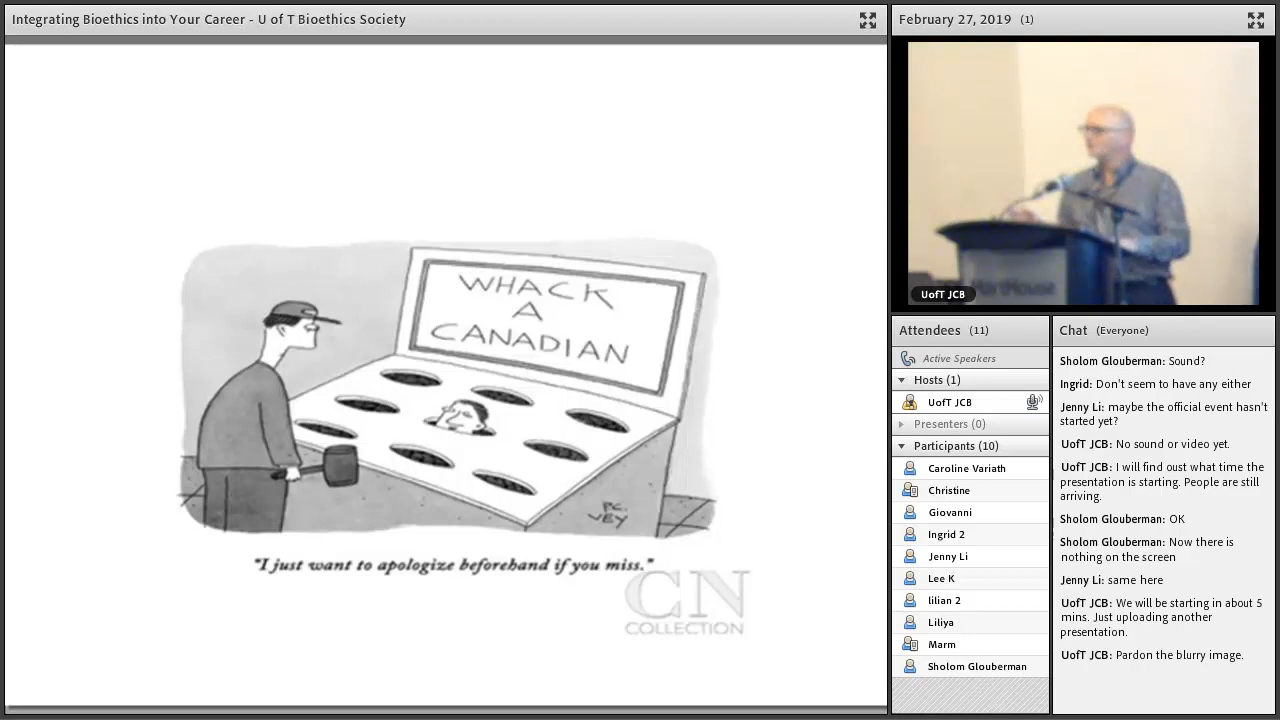 Integrating Bioethics into Your Career - U of T Bioethics Society
WHACK
A
CANADIAN
P.C.
VEY
"I just want to apologize beforehand if you miss."
CN
COLLECTION
February 27, 2019 (1)
UofT JCB
Attendees (11)
Active Speakers
Hosts (1)
UofT JCB
Presenters (0)
Participants (10)
Caroline Variath
Christine
Giovanni
Ingrid 2
Jenny Li
Lee K
lilian 2
Liliya
Marm
Sholom Glouberman
Chat (Everyone)
Sholom Glouberman: Sound?
Ingrid: Don't seem to have any either
Jenny Li: maybe the official event hasn't
started yet?
UofT JCB: No sound or video yet.
UofT JCB: I will find oust what time the
presentation is starting. People are still
arriving.
Sholom Glouberman: OK
Sholom Glouberman: Now there is
nothing on the screen
Jenny Li: same here
UofT JCB: We will be starting in about 5
mins. Just uploading another
presentation.
UofT JCB: Pardon the blurry image.